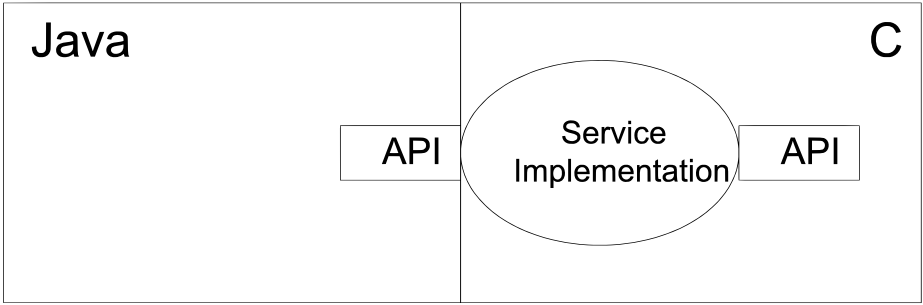 Java
C
API
Service
Implementation
API